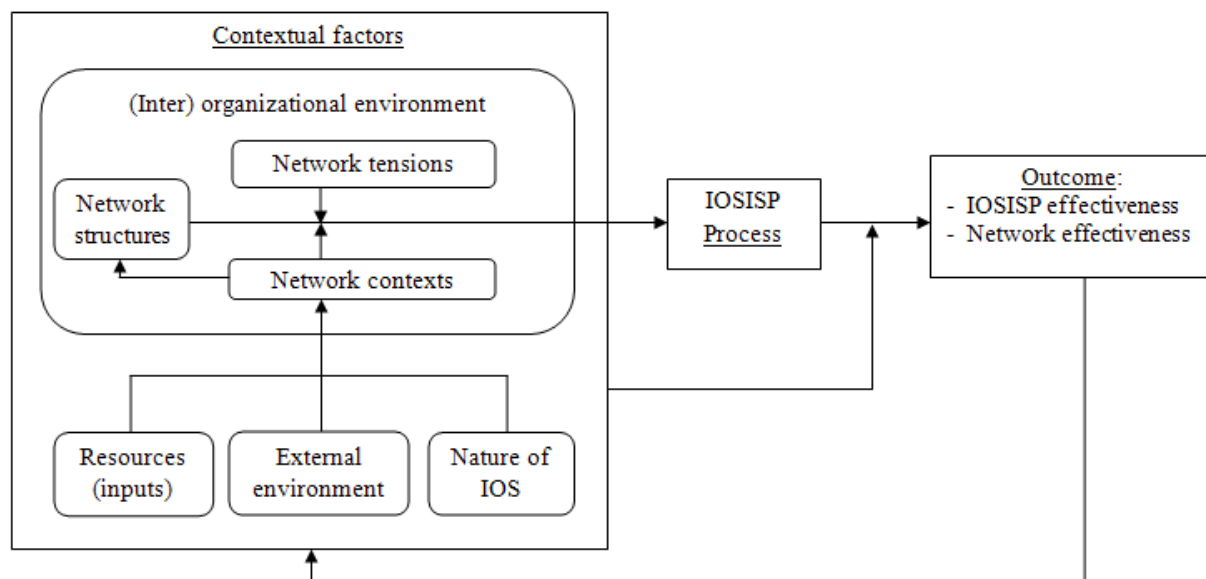 Contextual factors
(Inter) organizational environment
Network tensions
Network
structures
Network contexts
Resources
(inputs)
External
environment
Nature of
IOS
IOSISP
Process
Outcome:
- IOSISP effectiveness
- Network effectiveness